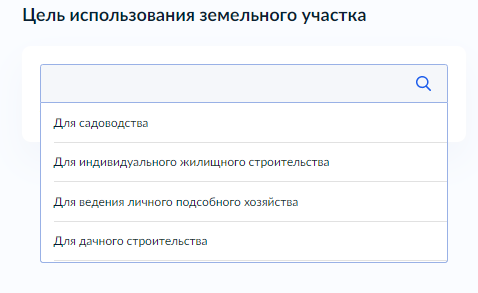 Цель использования земельного участка
Для садоводства
Для индивидуального жилищного строительства
Для ведения личного подсобного хозяйства
Для дачного строительства